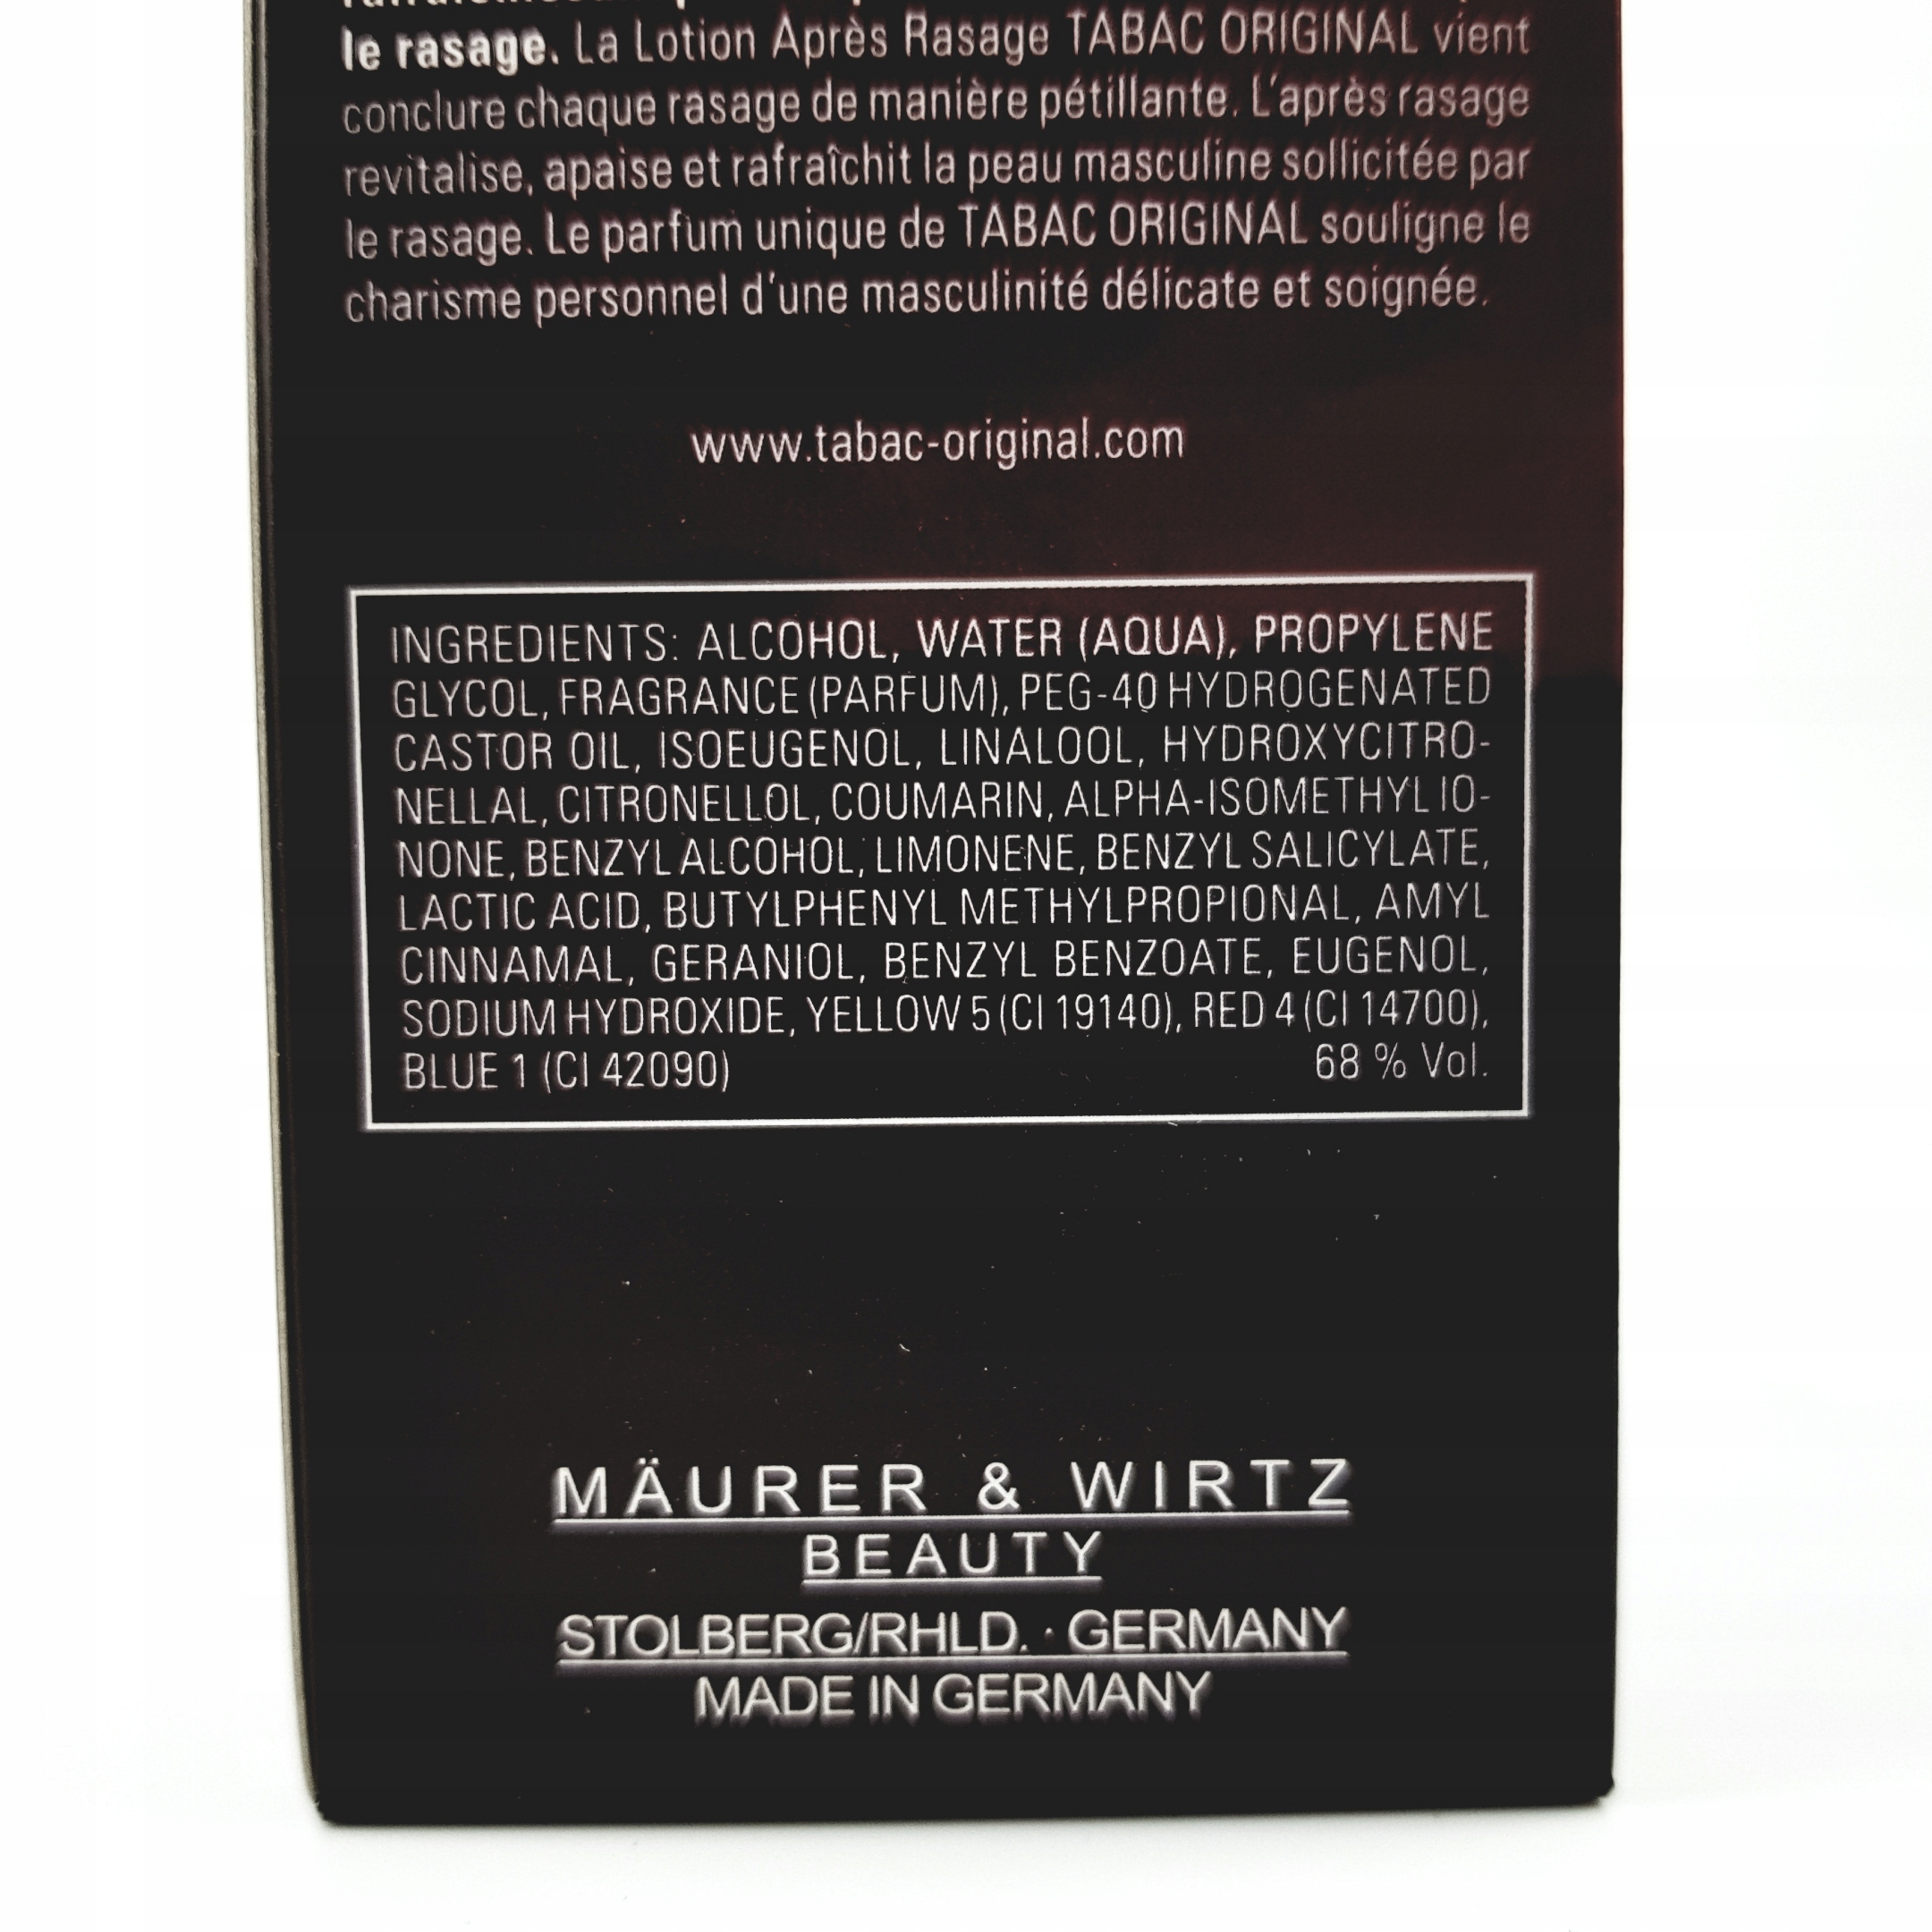 le rasage. La Lotion Après Rasage TABAC ORIGINAL vient
conclure chaque rasage de manière pétillante. L'après rasage
revitalise, apaise et rafraîchit la peau masculine sollicitée par
le rasage. Le parfum unique de TABAC ORIGINAL souligne le
charisme personnel d'une masculinité délicate et soignée.
www.tabac-original.com
INGREDIENTS: ALCOHOL, WATER (AQUA), PROPYLENE
GLYCOL, FRAGRANCE (PARFUM), PEG-40 HYDROGENATED
CASTOR OIL, ISOEUGENOL, LINALOOL, HYDROXYCITRO-
NELLAL, CITRONELLOL, COUMARIN, ALPHA-ISOMETHYL IO-
NONE, BENZYL ALCOHOL, LIMONENE, BENZYL SALICYLATE,
LACTIC ACID, BUTYLPHENYL METHYLPROPIONAL, AMYL
CINNAMAL, GERANIOL, BENZYL BENZOATE, EUGENOL,
SODIUM HYDROXIDE, YELLOW 5 (CI 19140), RED 4 (CI 14700),
BLUE 1 (CI 42090) 68 % Vol.
MÄURER & WIRTZ
BEAUTY
STOLBERG/RHLD. · GERMANY
MADE IN GERMANY